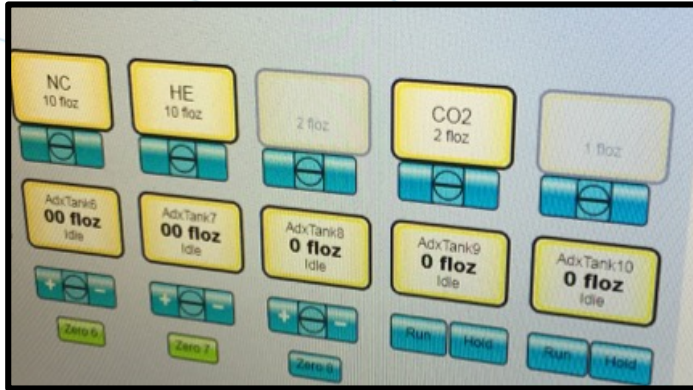 NC
10 floz
HE
10 floz
2 floz
CO2
2 floz
1 floz
AdxTank6
00 floz
Idle
AdxTank7
00 floz
Idle
AdxTank8
0 floz
Idle
AdxTank9
0 floz
Idle
AdxTank10
0 floz
Idle
+ −
+ −
+ −
Run
Hold
Run
Hold
Zero 6
Zero 7
Zero 8